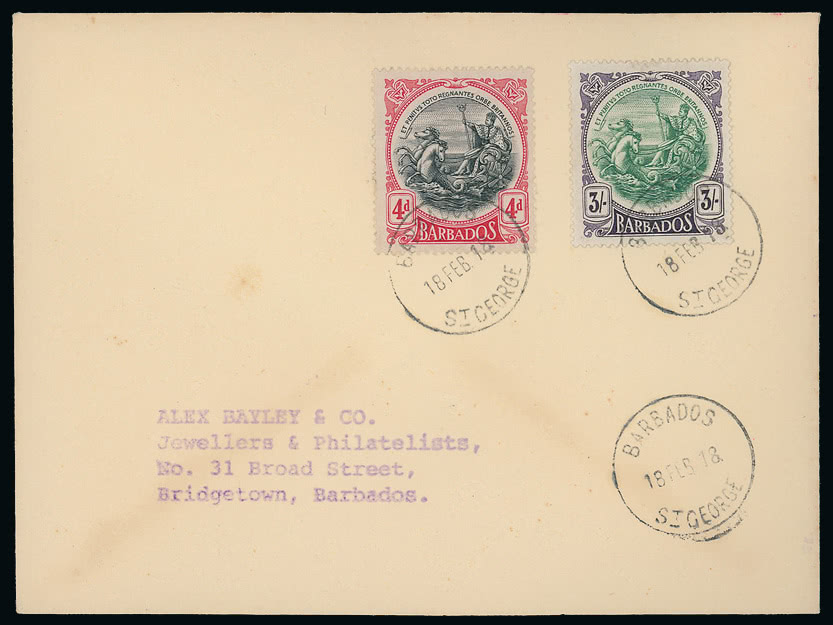 ET PENITUS TOTO REGNANTES ORBE BRITANNOS
4d 4d
BARBADOS
ET PENITUS TOTO REGNANTES ORBE BRITANNOS
3/- 3/-
BARBADOS
18 FEB 18
ST GEORGE
18 FEB 18
ST GEORGE
ALEX BAYLEY & CO.
Jewellers & Philatelists,
No. 31 Broad Street,
Bridgetown, Barbados.
BARBADOS
18 FEB 18
ST GEORGE